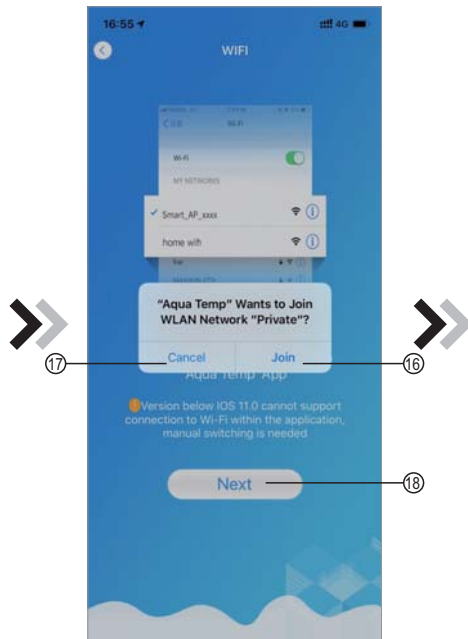 16:55
4G
WIFI
Wi-Fi
Wi-Fi
MY NETWORKS
Smart_AP_xxxx
home wifi
"Aqua Temp" Wants to Join
WLAN Network "Private"?
Cancel
Join
⑰
⑯
Aqua Temp App
Version below IOS 11.0 cannot support
connection to Wi-Fi within the application,
manual switching is needed
Next
⑱